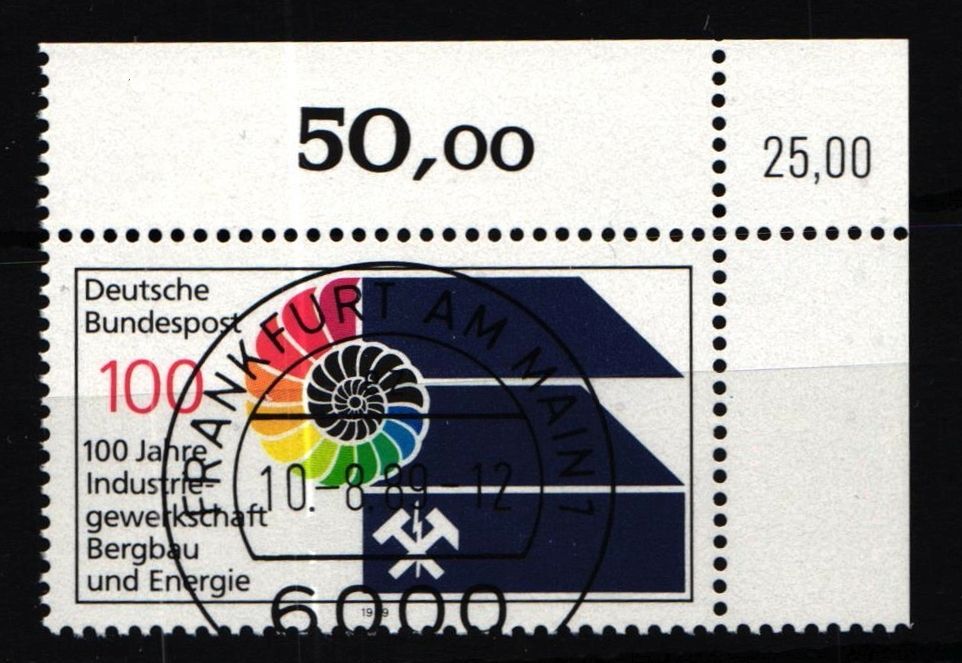 50,00
25,00
Deutsche
Bundespost
100
100 Jahre
Industrie-
gewerkschaft
Bergbau
und Energie
1989
FRANKFURT AM MAIN 1
10.-8.89-12
6000